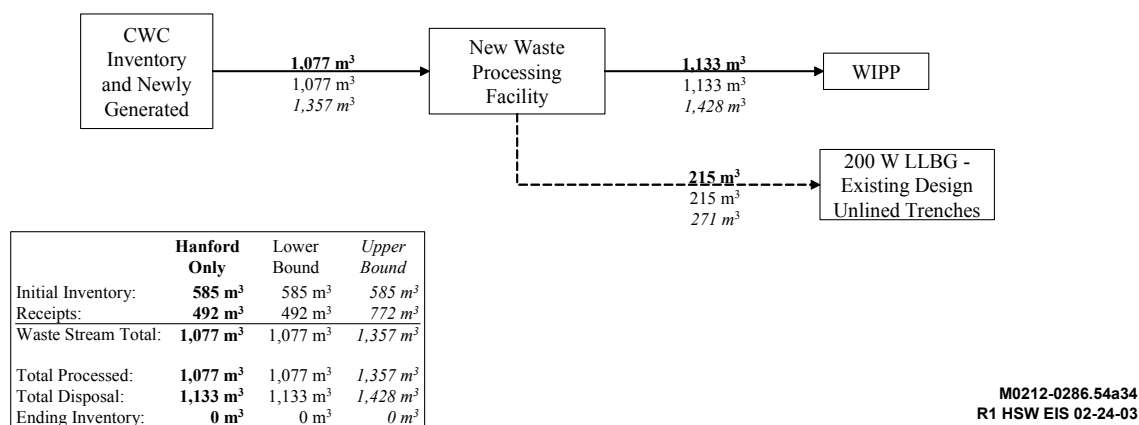 CWC
Inventory
and Newly
Generated
1,077 m³
1,077 m³
1,357 m³
New Waste
Processing
Facility
1,133 m³
1,133 m³
1,428 m³
WIPP
215 m³
215 m³
271 m³
200 W LLBG -
Existing Design
Unlined Trenches
Hanford Only Lower Bound Upper Bound
Initial Inventory: 585 m³ 585 m³ 585 m³
Receipts: 492 m³ 492 m³ 772 m³
Waste Stream Total: 1,077 m³ 1,077 m³ 1,357 m³
Total Processed: 1,077 m³ 1,077 m³ 1,357 m³
Total Disposal: 1,133 m³ 1,133 m³ 1,428 m³
Ending Inventory: 0 m³ 0 m³ 0 m³
M0212-0286.54a34
R1 HSW EIS 02-24-03